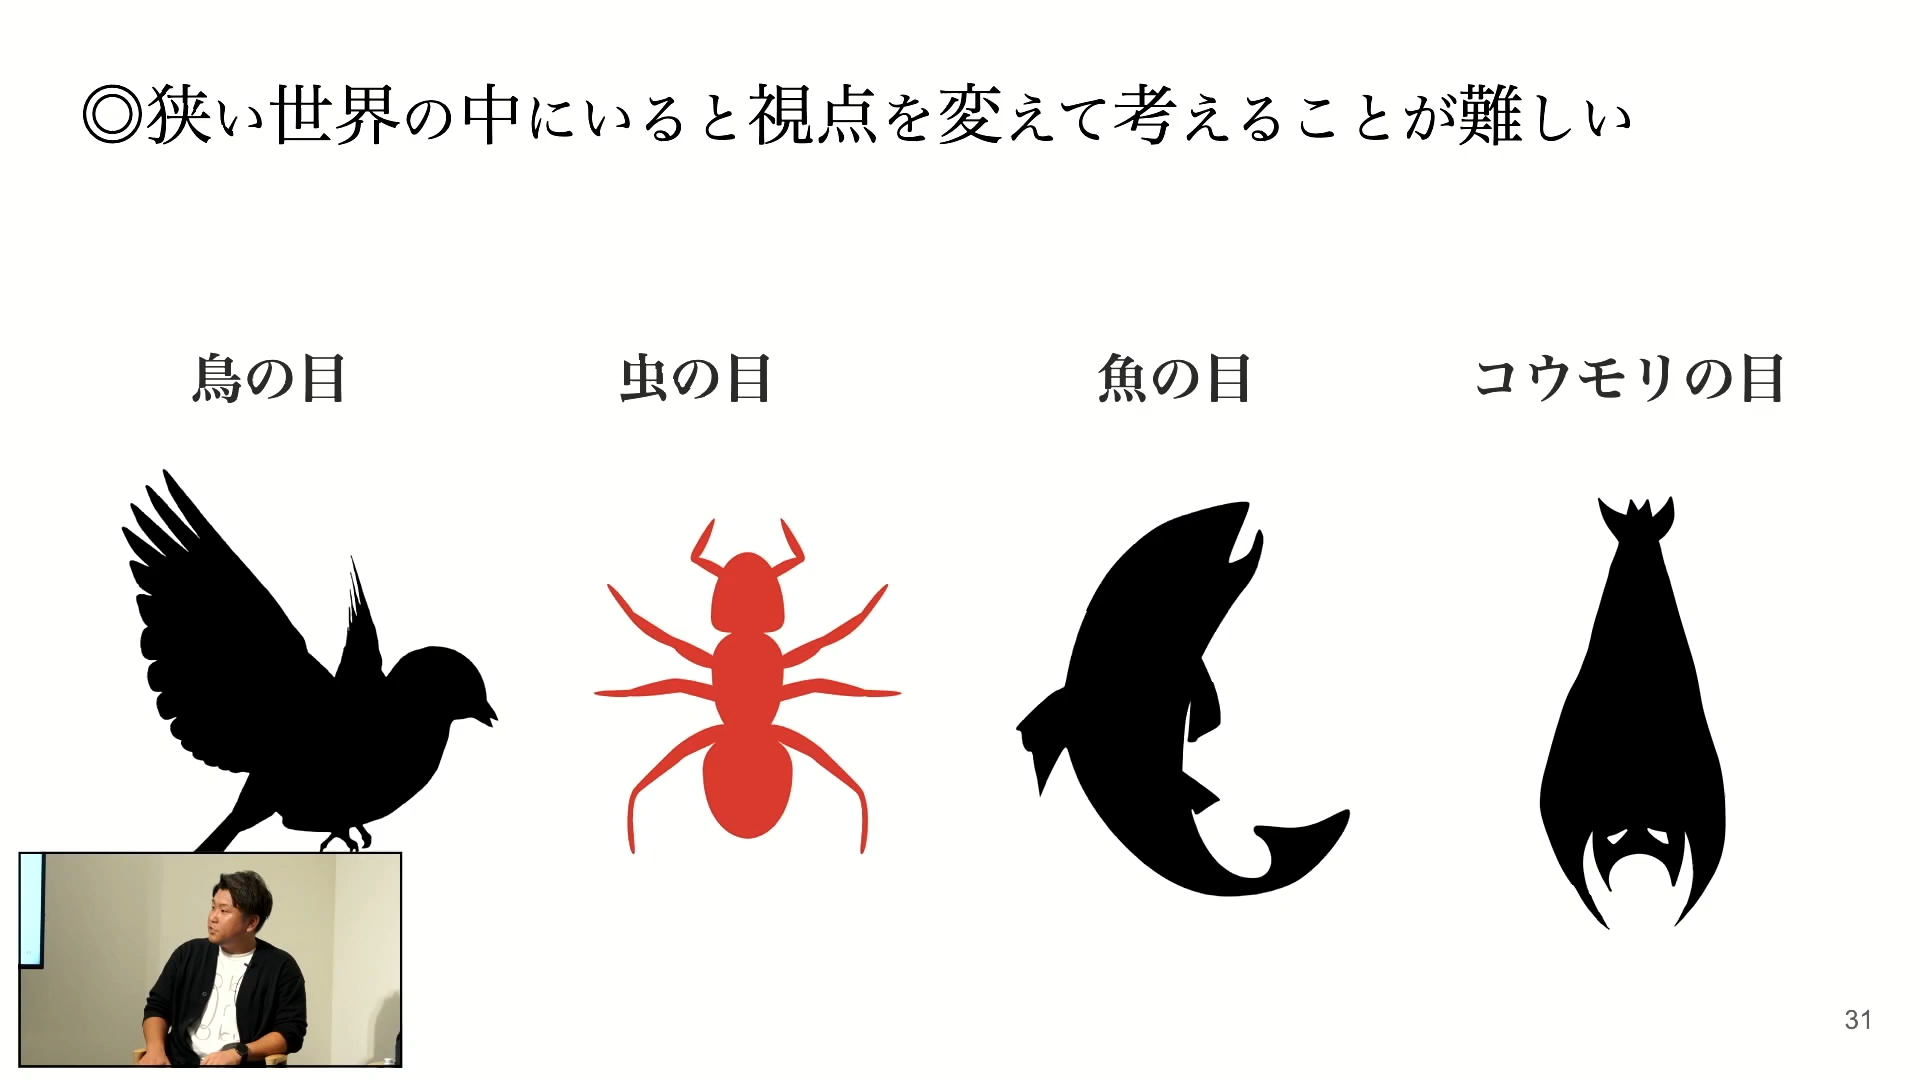 ◎狭い世界の中にいると視点を変えて考えることが難しい
鳥の目
虫の目
魚の目
コウモリの目
31